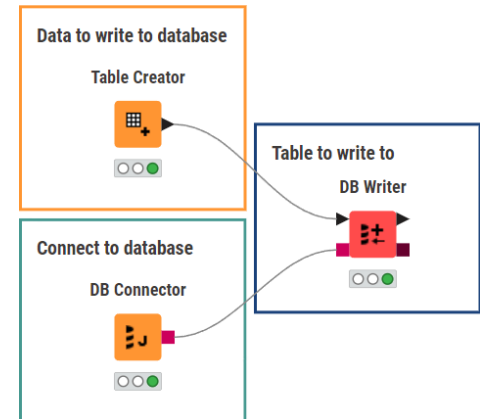 Data to write to database
Table Creator
Table to write to
DB Writer
Connect to database
DB Connector
J